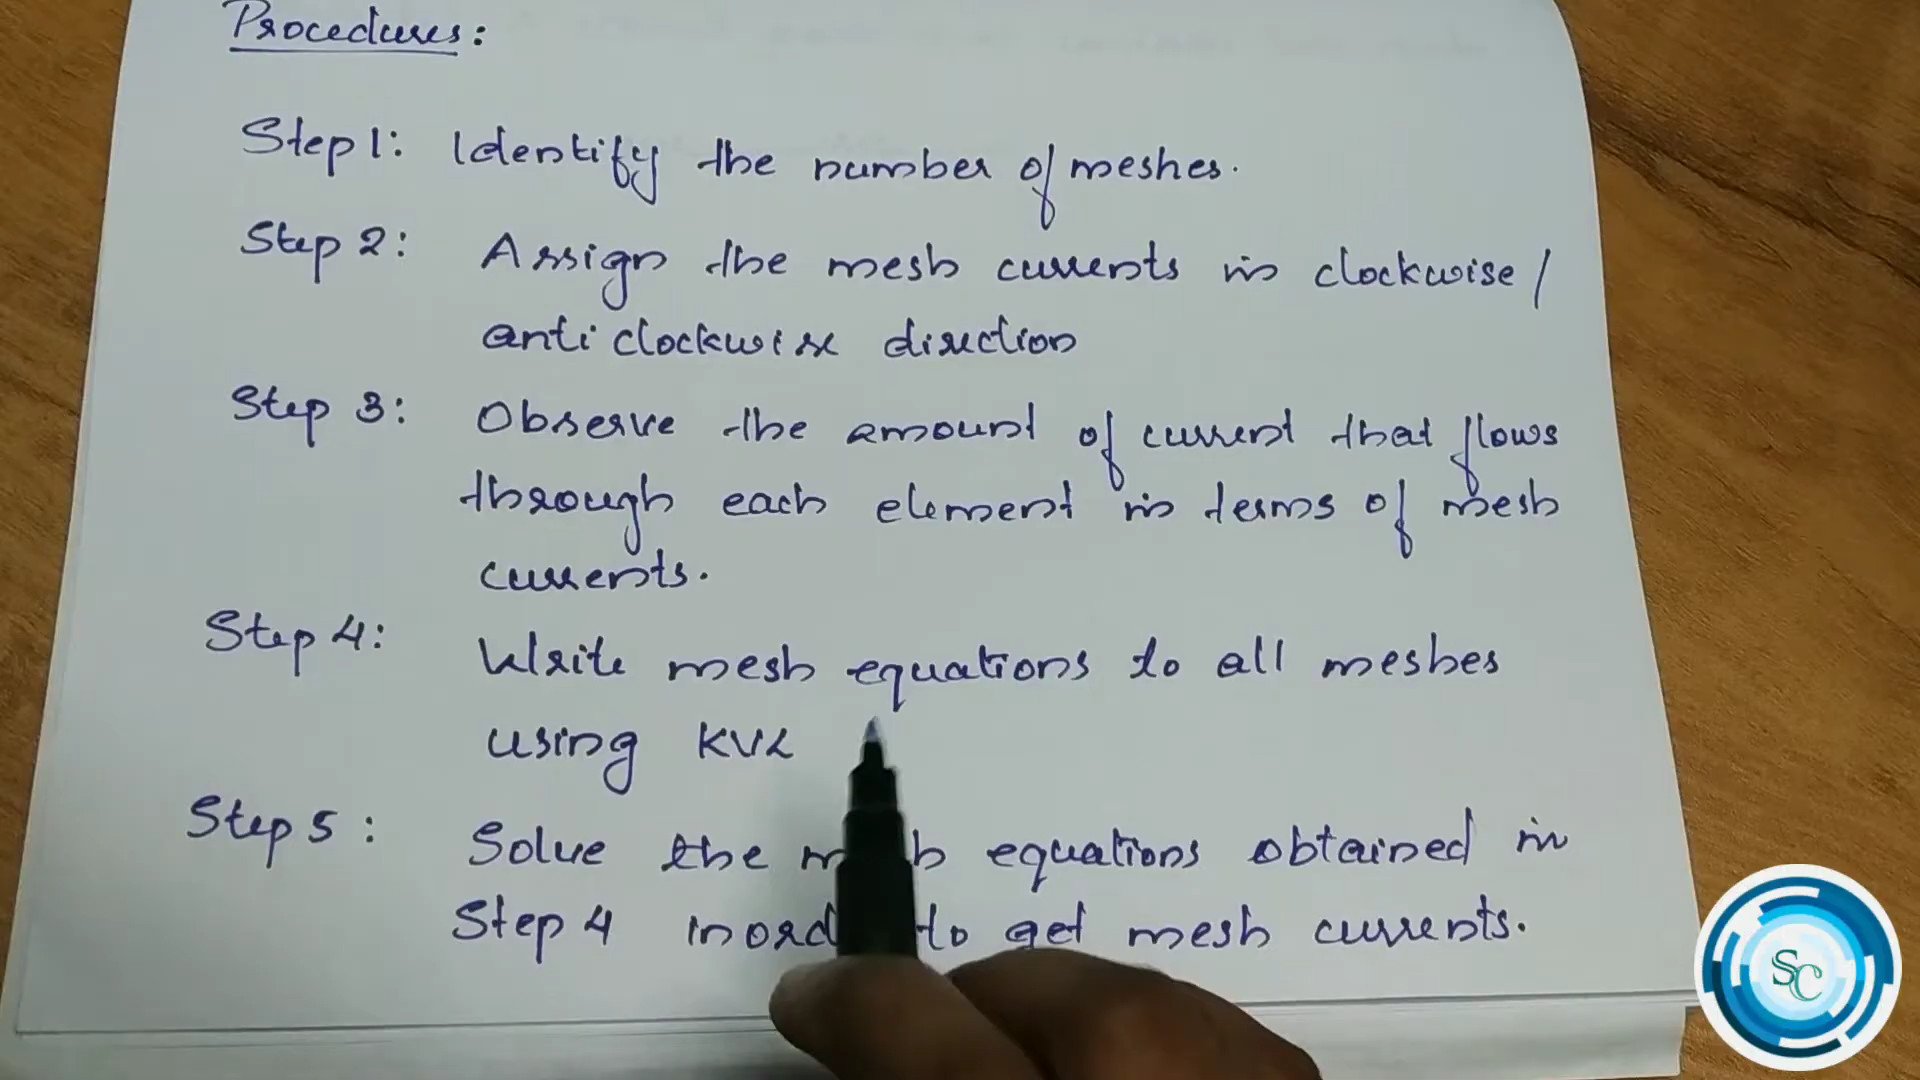 Procedures:
Step 1: Identify the number of meshes.
Step 2: Assign the mesh currents in clockwise /
anti clockwise direction
Step 3: Observe the amount of current that flows
through each element in terms of mesh
currents.
Step 4: Write mesh equations to all meshes
using KVL
Step 5: Solve the equations obtained in
Step 4 to get mesh currents.
SC